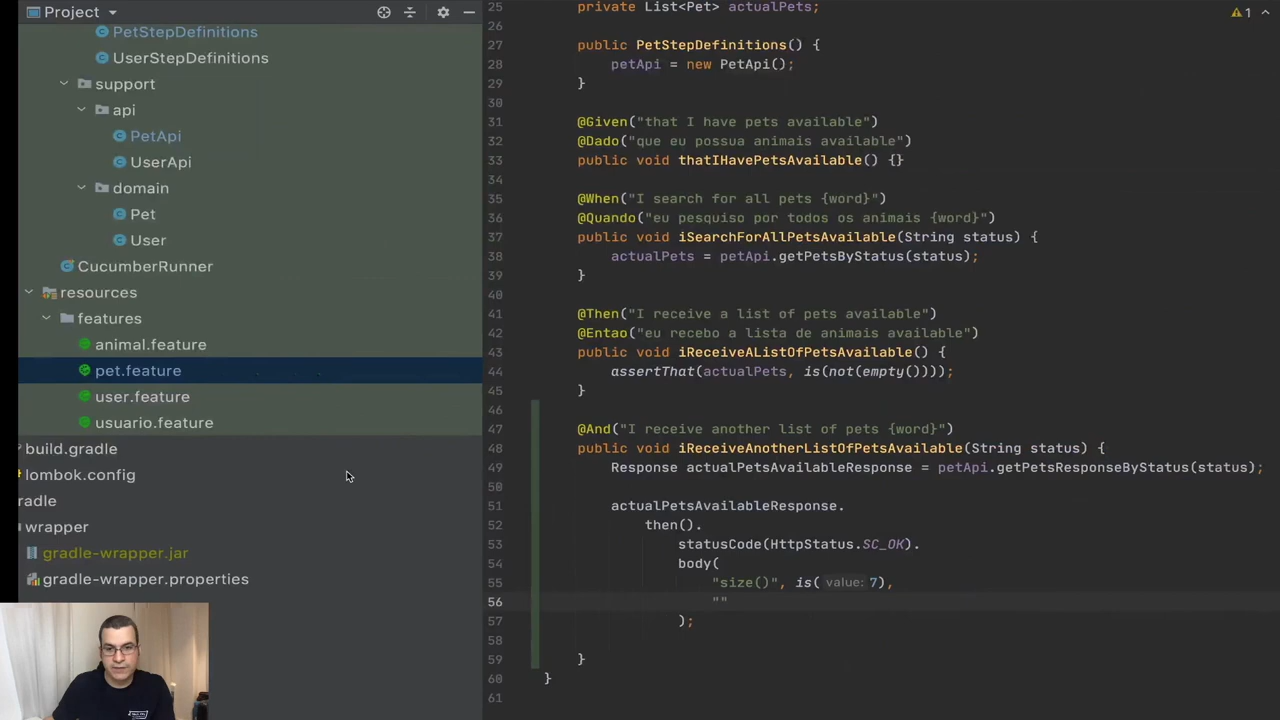 Project
PetStepDefinitions
UserStepDefinitions
support
api
PetApi
UserApi
domain
Pet
User
CucumberRunner
resources
features
animal.feature
pet.feature
user.feature
usuario.feature
build.gradle
lombok.config
radle
wrapper
gradle-wrapper.jar
gradle-wrapper.properties
1
25 private List<Pet> actualPets;
26
27 public PetStepDefinitions() {
28 petApi = new PetApi();
29 }
30
31 @Given("that I have pets available")
32 @Dado("que eu possua animais available")
33 public void thatIHavePetsAvailable() {}
34
35 @When("I search for all pets {word}")
36 @Quando("eu pesquiso por todos os animais {word}")
37 public void iSearchForAllPetsAvailable(String status) {
38 actualPets = petApi.getPetsByStatus(status);
39 }
40
41 @Then("I receive a list of pets available")
42 @Entao("eu recebo a lista de animais available")
43 public void iReceiveAListOfPetsAvailable() {
44 assertThat(actualPets, is(not(empty())));
45 }
46
47 @And("I receive another list of pets {word}")
48 public void iReceiveAnotherListOfPetsAvailable(String status) {
49 Response actualPetsAvailableResponse = petApi.getPetsResponseByStatus(status);
50
51 actualPetsAvailableResponse.
52 then().
53 statusCode(HttpStatus.SC_OK).
54 body(
55 "size()", is( value: 7),
56 ""
57 );
58
59 }
60 }
61